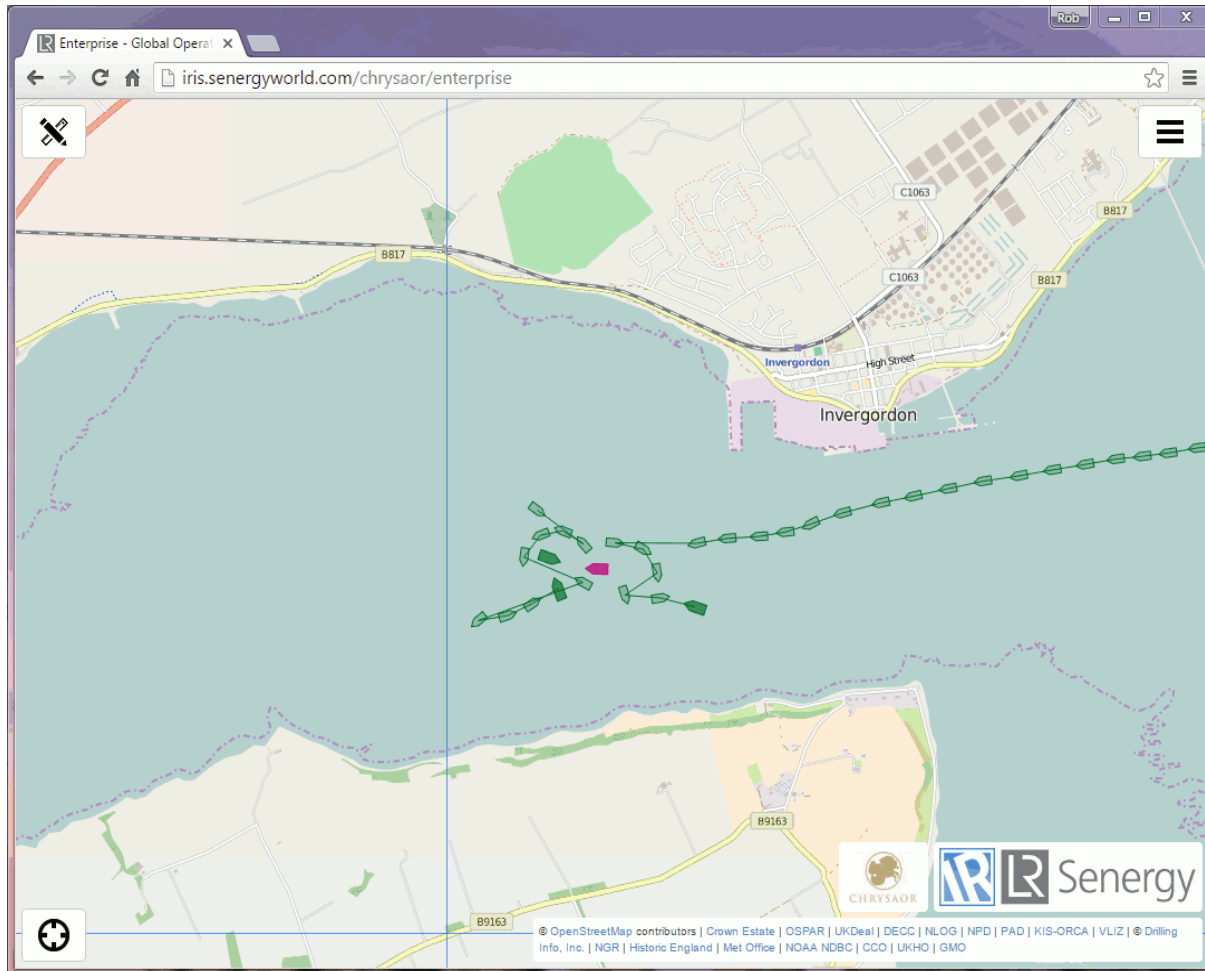 Rob
Enterprise - Global Operat
iris.senergyworld.com/chrysaor/enterprise
C1063
B817
B817
C1063
B817
Invergordon
High Street
Invergordon
B9163
B9163
CHRYSAOR
LR Senergy
© OpenStreetMap contributors | Crown Estate | OSPAR | UKDeal | DECC | NLOG | NPD | PAD | KIS-ORCA | VLIZ | © Drilling
Info, Inc. | NGR | Historic England | Met Office | NOAA NDBC | CCO | UKHO | GMO